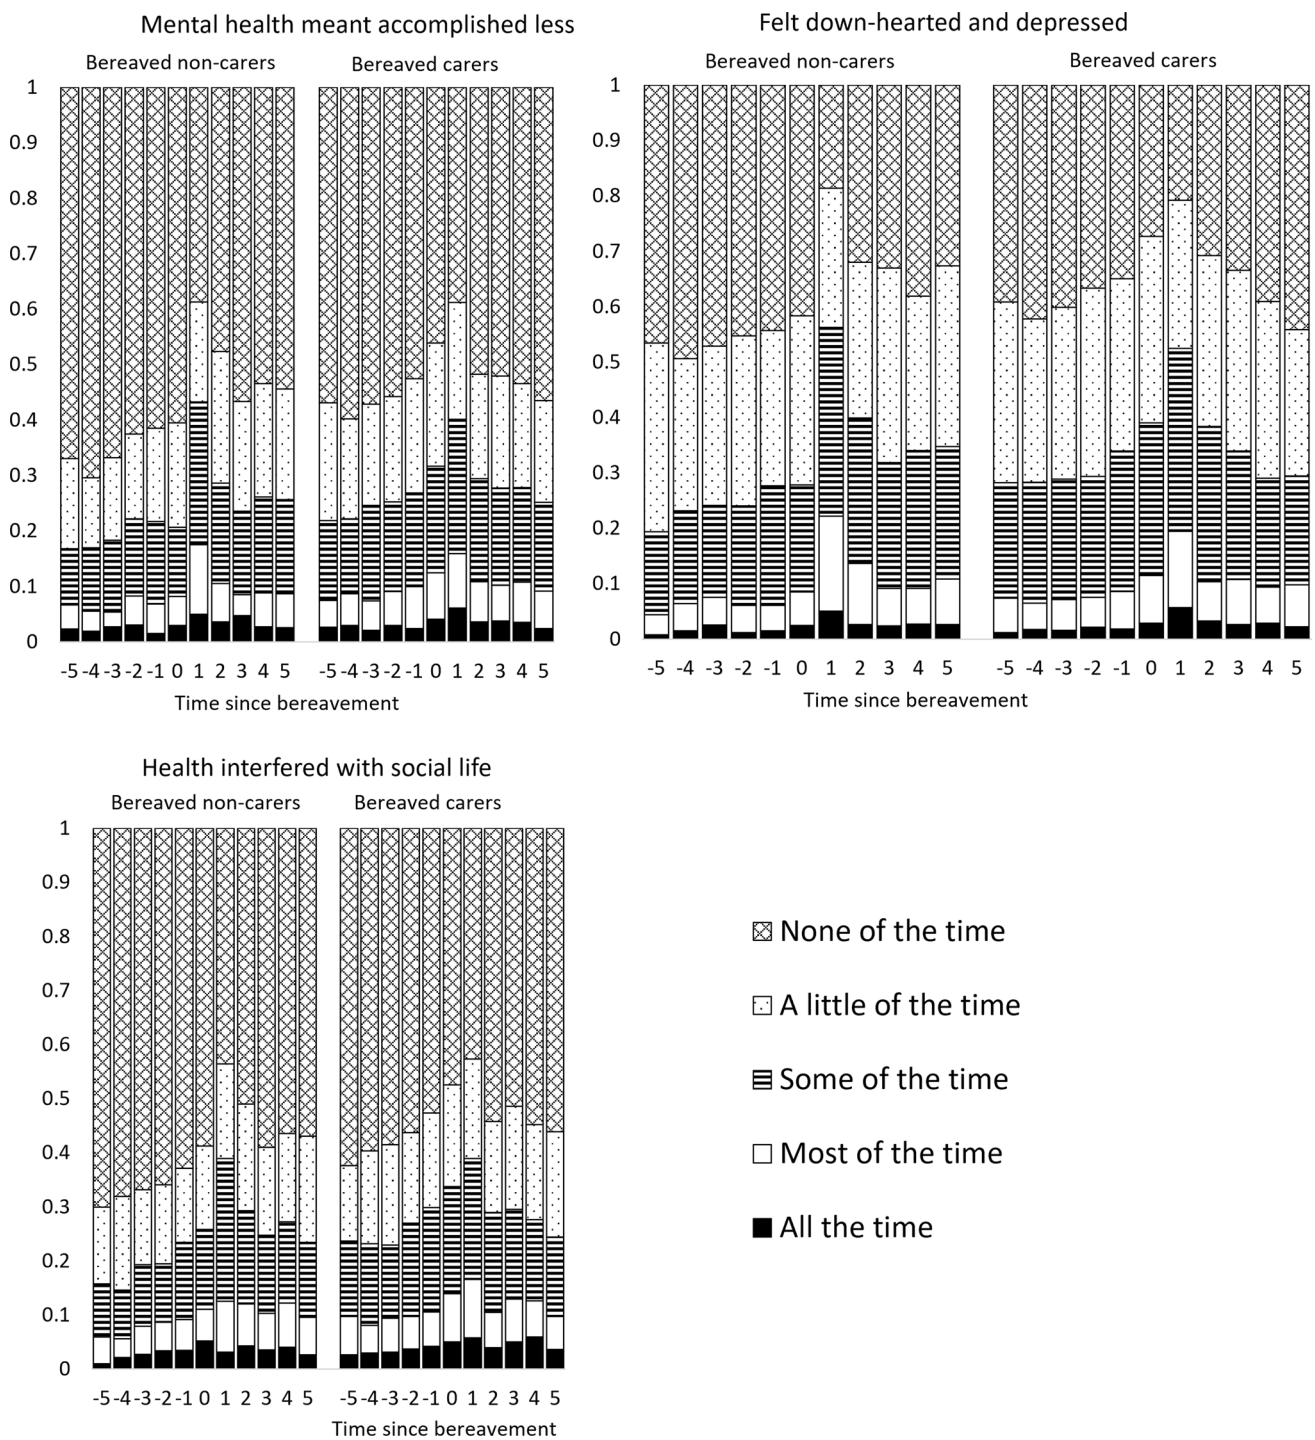 Mental health meant accomplished less
Bereaved non-carers
Bereaved carers
1
0.9
0.8
0.7
0.6
0.5
0.4
0.3
0.2
0.1
0
-5 -4 -3 -2 -1 0 1 2 3 4 5
-5 -4 -3 -2 -1 0 1 2 3 4 5
Time since bereavement
Felt down-hearted and depressed
Bereaved non-carers
Bereaved carers
1
0.9
0.8
0.7
0.6
0.5
0.4
0.3
0.2
0.1
0
-5 -4 -3 -2 -1 0 1 2 3 4 5
-5 -4 -3 -2 -1 0 1 2 3 4 5
Time since bereavement
Health interfered with social life
Bereaved non-carers
Bereaved carers
1
0.9
0.8
0.7
0.6
0.5
0.4
0.3
0.2
0.1
0
-5 -4 -3 -2 -1 0 1 2 3 4 5
-5 -4 -3 -2 -1 0 1 2 3 4 5
Time since bereavement
None of the time
A little of the time
Some of the time
Most of the time
All the time